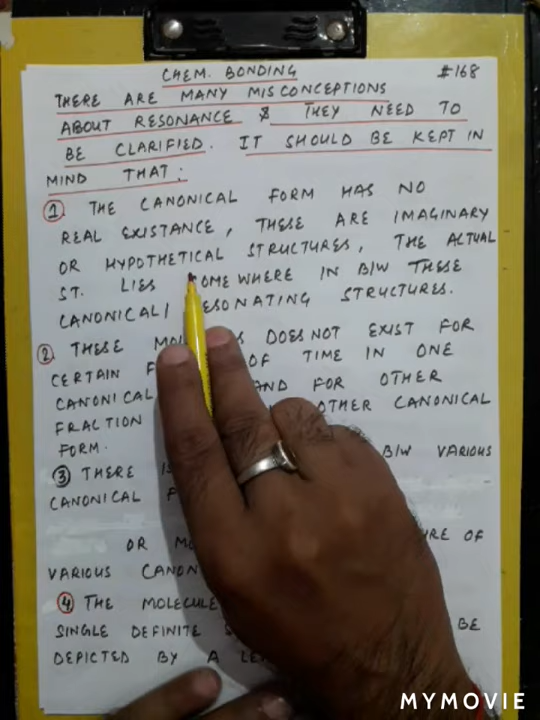 CHEM. BONDING #168
THERE ARE MANY MISCONCEPTIONS
ABOUT RESONANCE & THEY NEED TO
BE CLARIFIED. IT SHOULD BE KEPT IN
MIND THAT:
1 THE CANONICAL FORM HAS NO
REAL EXISTANCE, THESE ARE IMAGINARY
OR HYPOTHETICAL STRUCTURES, THE ACTUAL
ST. LIES SOMEWHERE IN B/W THESE
CANONICAL/ RESONATING STRUCTURES.
2 THESE DOES NOT EXIST FOR
CERTAIN OF TIME IN ONE
CANONICAL AND FOR OTHER
FRACTION OTHER CANONICAL
FORM.
3 THERE B/W VARIOUS
CANONICAL
OR OF
VARIOUS
4 THE MOLECULE
SINGLE DEFINITE BE
DEPICTED BY A
MYMOVIE